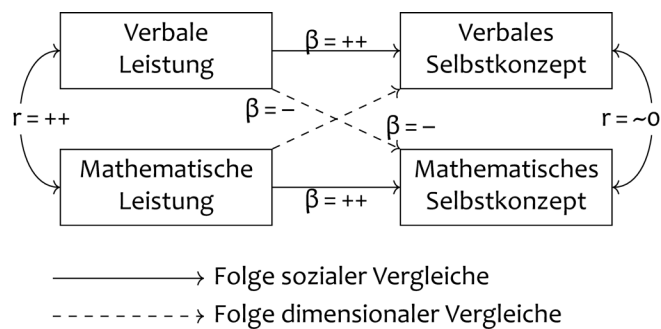 Verbale
Leistung
β = ++
Verbales
Selbstkonzept
r = ++
β = –
β = –
r = ~0
Mathematische
Leistung
β = ++
Mathematisches
Selbstkonzept
Folge sozialer Vergleiche
Folge dimensionaler Vergleiche